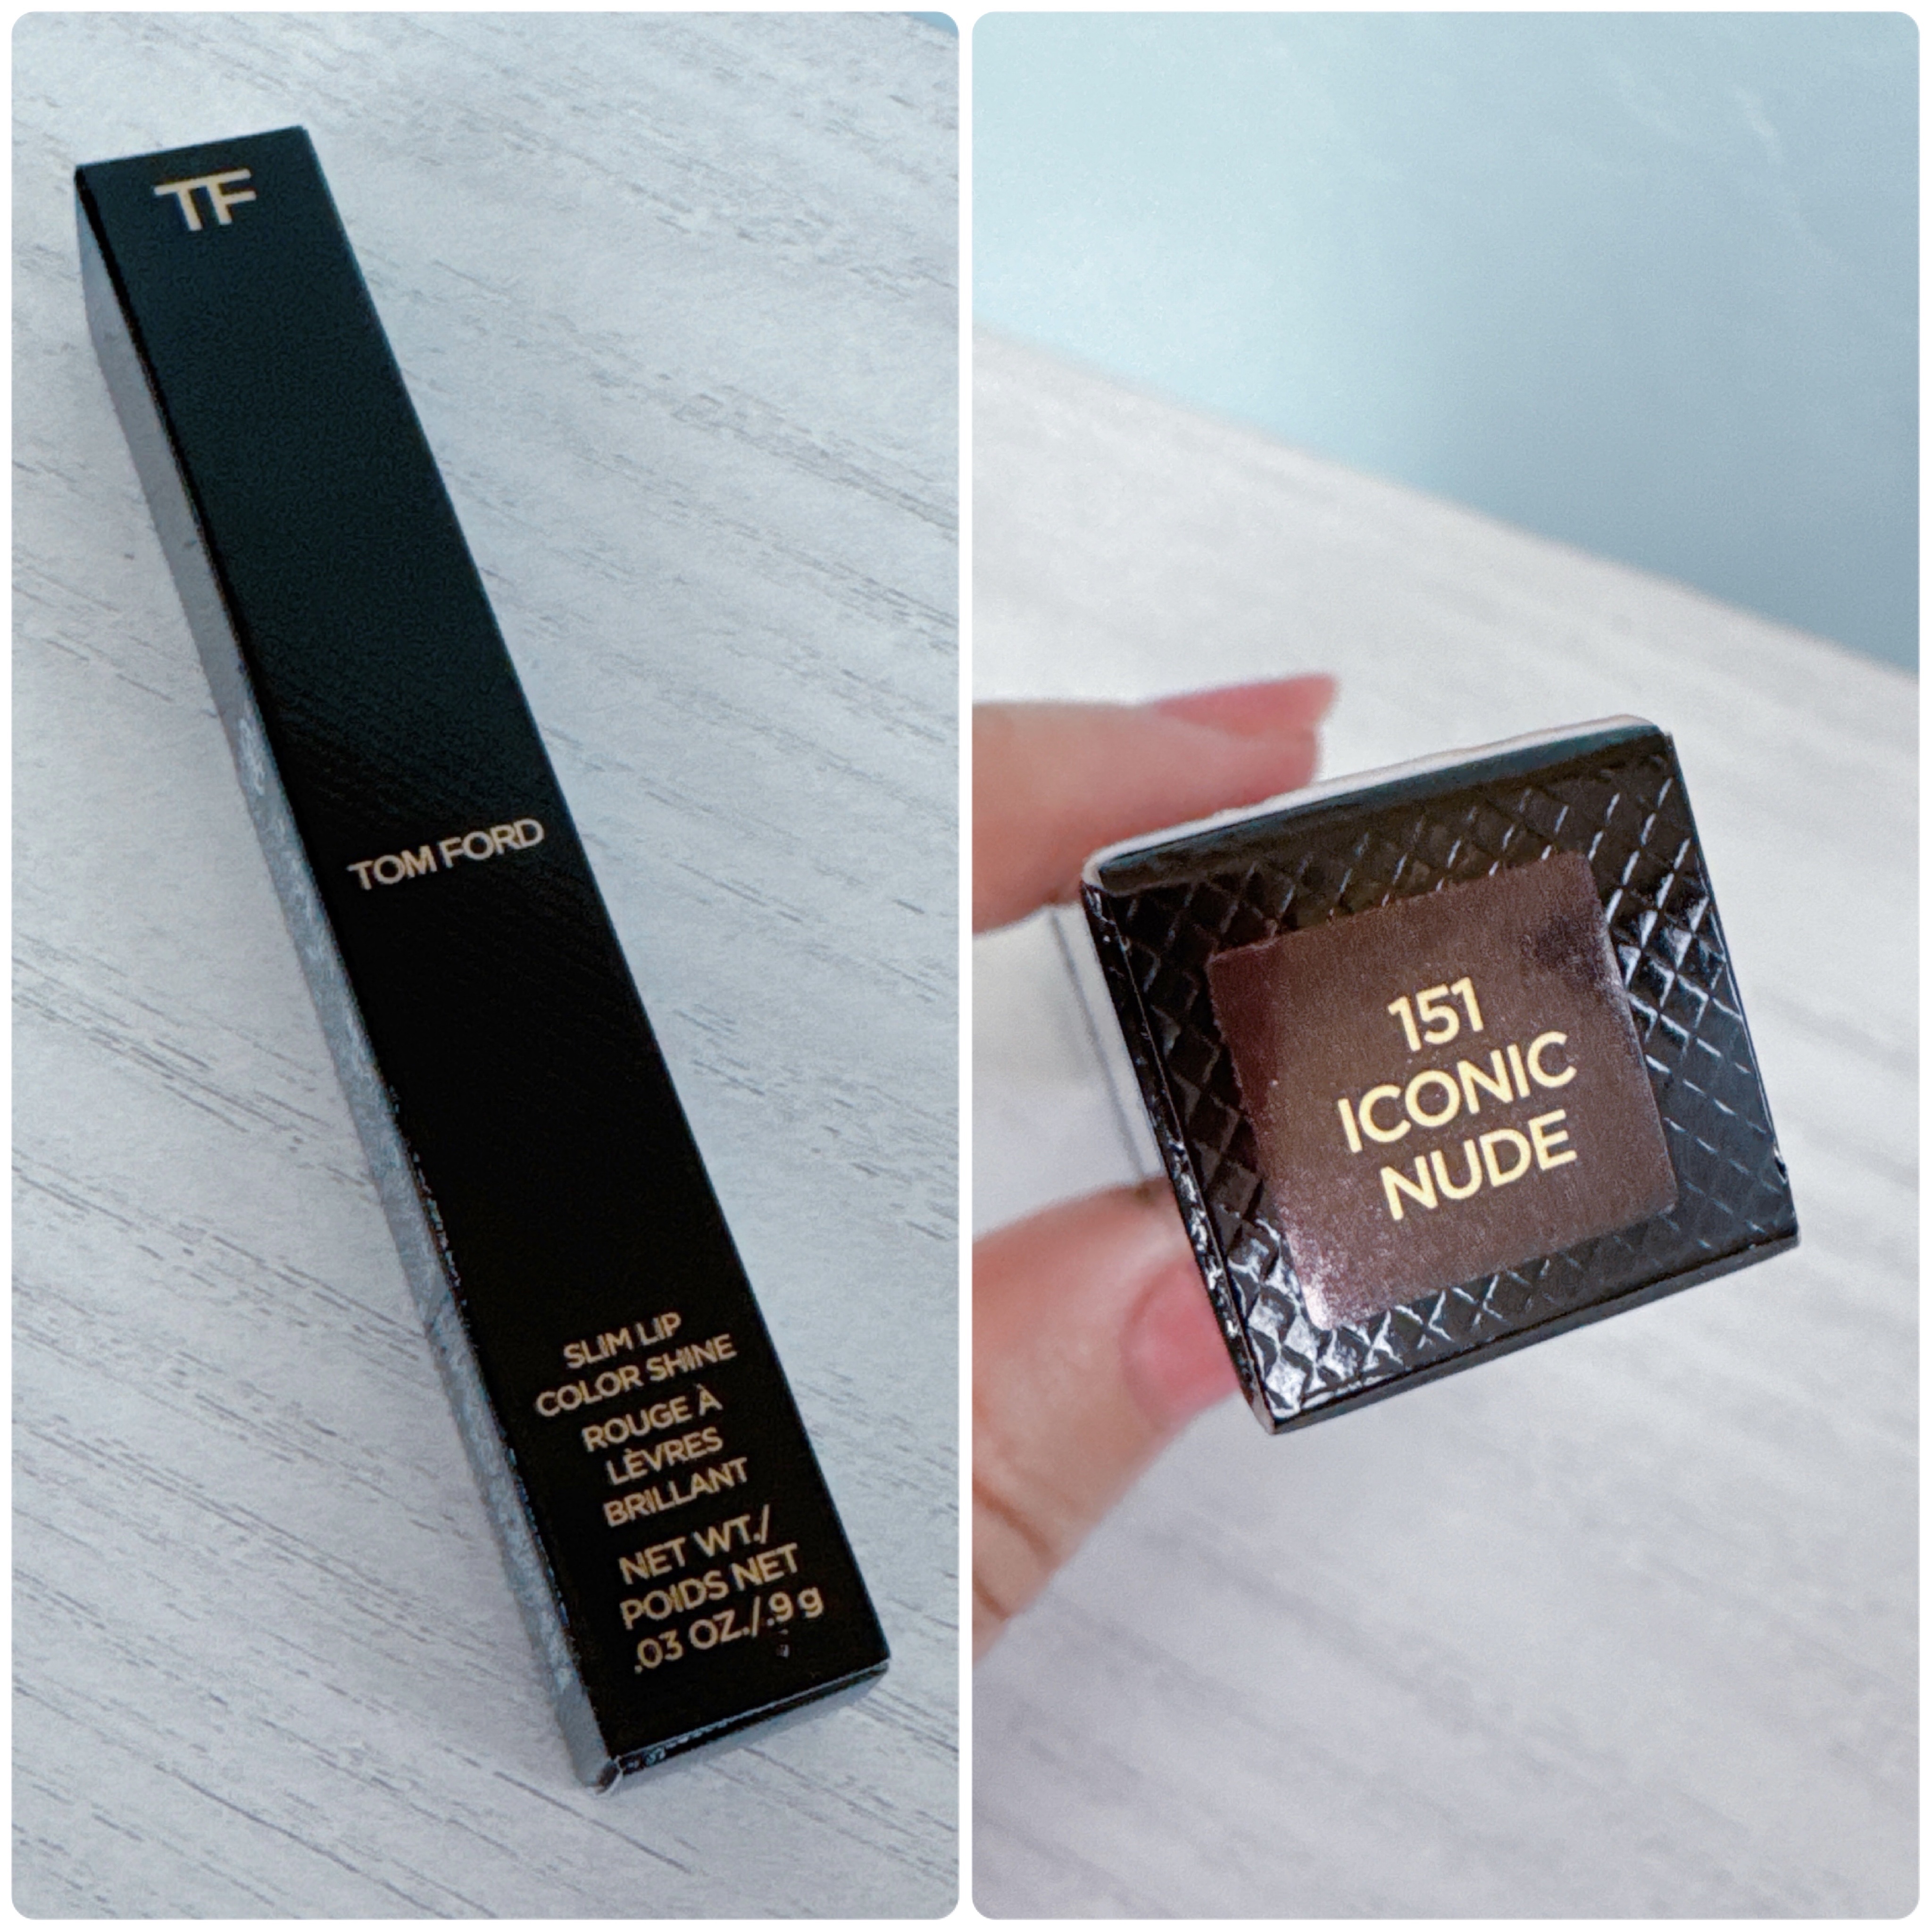 TF
TOM FORD
SLIM LIP
COLOR SHINE
ROUGE À
LÈVRES
BRILLANT
NET WT./
POIDS NET
.03 OZ./.9 g
151
ICONIC
NUDE